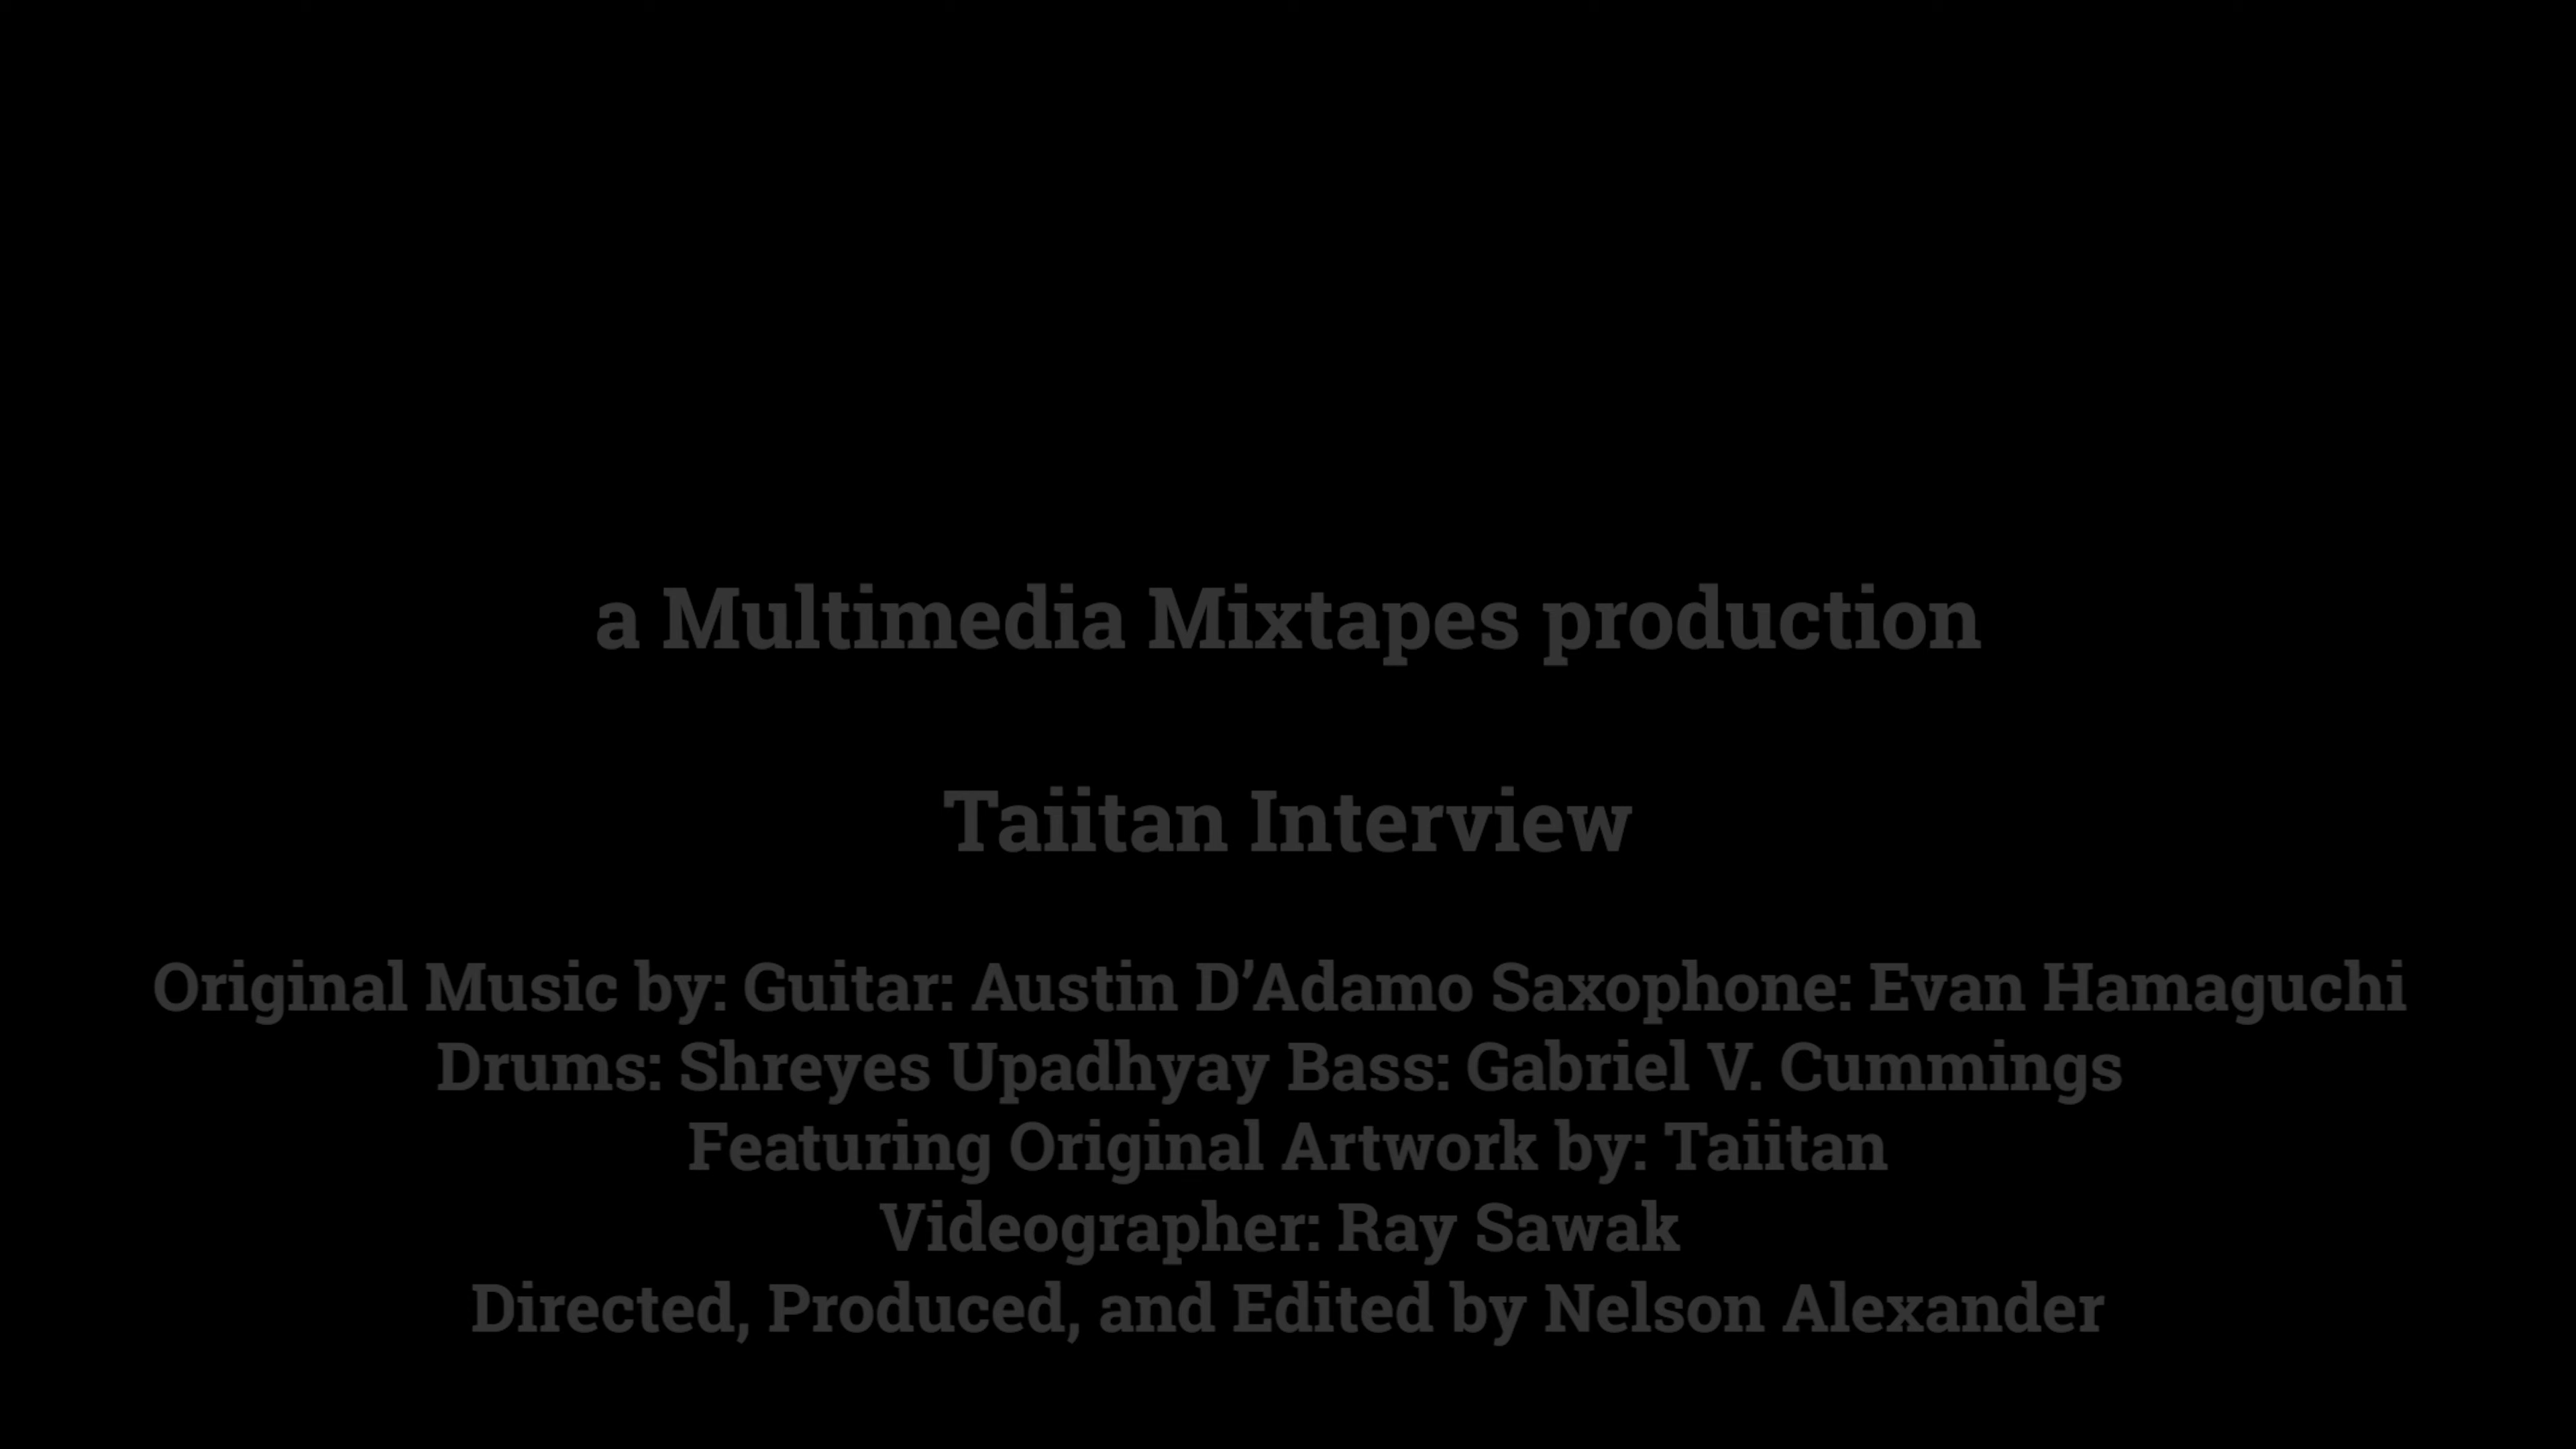 a Multimedia Mixtapes production
Taiitan Interview
Original Music by: Guitar: Austin D’Adamo Saxophone: Evan Hamaguchi
Drums: Shreyes Upadhyay Bass: Gabriel V. Cummings
Featuring Original Artwork by: Taiitan
Videographer: Ray Sawak
Directed, Produced, and Edited by Nelson Alexander